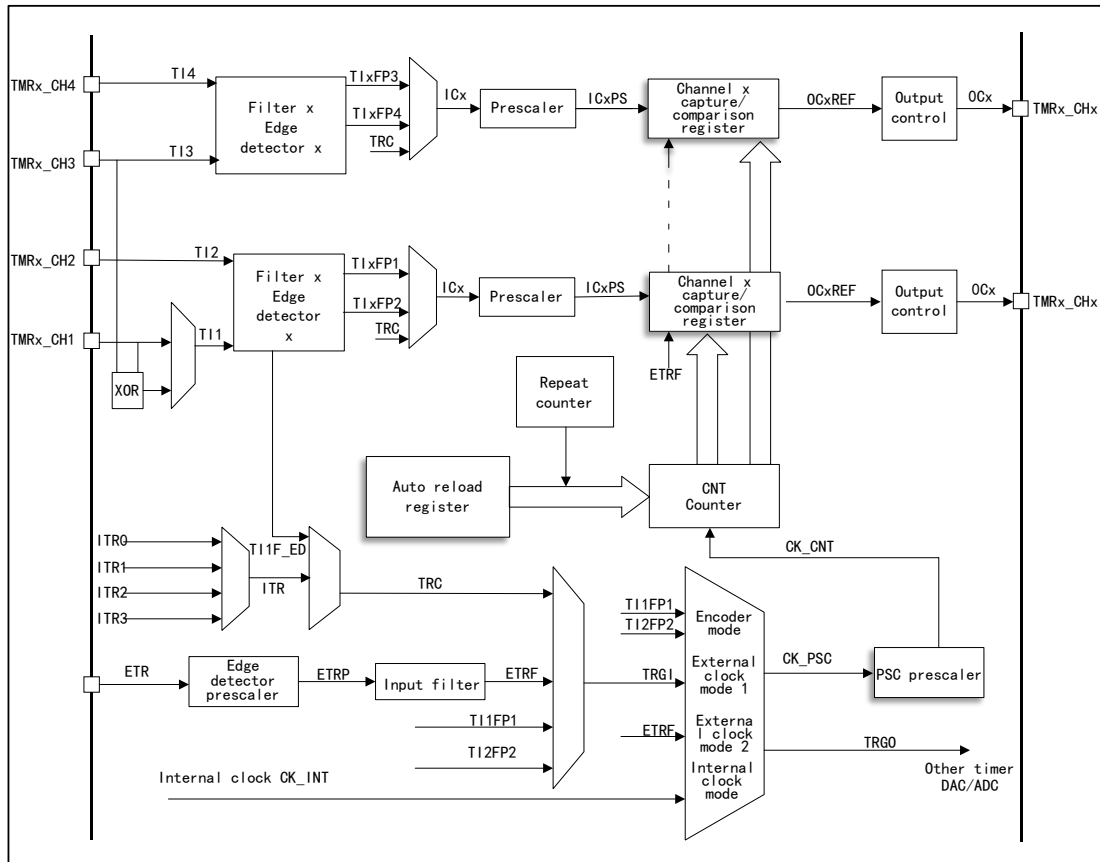 TMRx_CH4
TI4
TMRx_CH3
TI3
Filter x
Edge
detector x
TIxFP3
TIxFP4
TRC
ICx
Prescaler
ICxPS
Channel x
capture/
comparison
register
OCxREF
Output
control
OCx
TMRx_CHx
TMRx_CH2
TI2
TMRx_CH1
TI1
XOR
Filter x
Edge
detector
x
TIxFP1
TIxFP2
TRC
ICx
Prescaler
ICxPS
Channel x
capture/
comparison
register
ETRF
OCxREF
Output
control
OCx
TMRx_CHx
Repeat
counter
Auto reload
register
CNT
Counter
CK_CNT
ITR0
ITR1
ITR2
ITR3
ITR
TI1F_ED
TRC
ETR
Edge
detector
prescaler
ETRP
Input filter
ETRF
TI1FP1
TI2FP2
Internal clock CK_INT
TRGI
TI1FP1
TI2FP2
ETRF
Encoder
mode
External
clock
mode 1
Externa
l clock
mode 2
Internal
clock
mode
CK_PSC
PSC prescaler
TRGO
Other timer
DAC/ADC